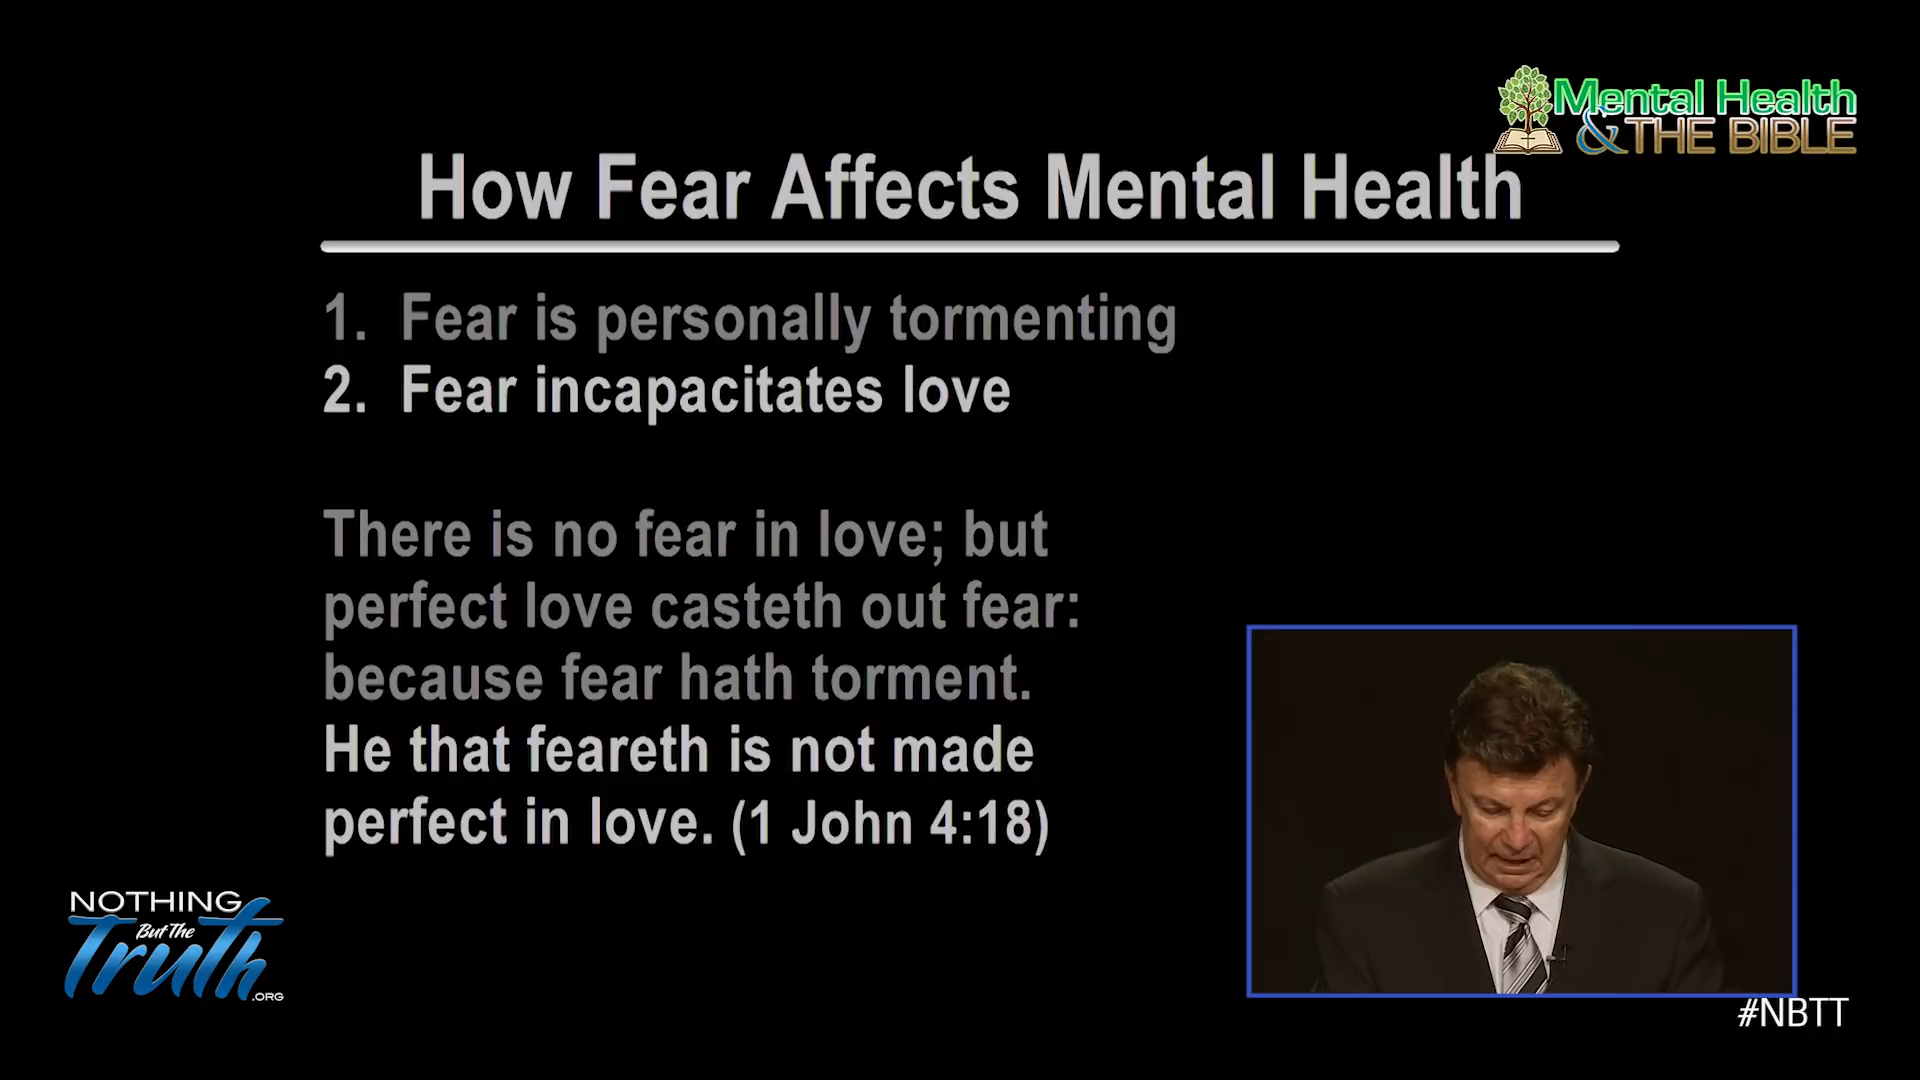 Mental Health
& THE BIBLE
How Fear Affects Mental Health
1. Fear is personally tormenting
2. Fear incapacitates love
There is no fear in love; but
perfect love casteth out fear:
because fear hath torment.
He that feareth is not made
perfect in love. (1 John 4:18)
NOTHING
But The
Truth
.ORG
#NBTT